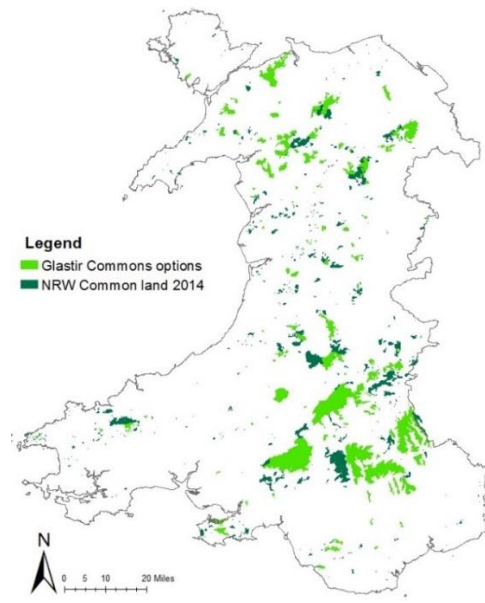 Legend
Glastir Commons options
NRW Common land 2014
N
0 5 10 20 Miles